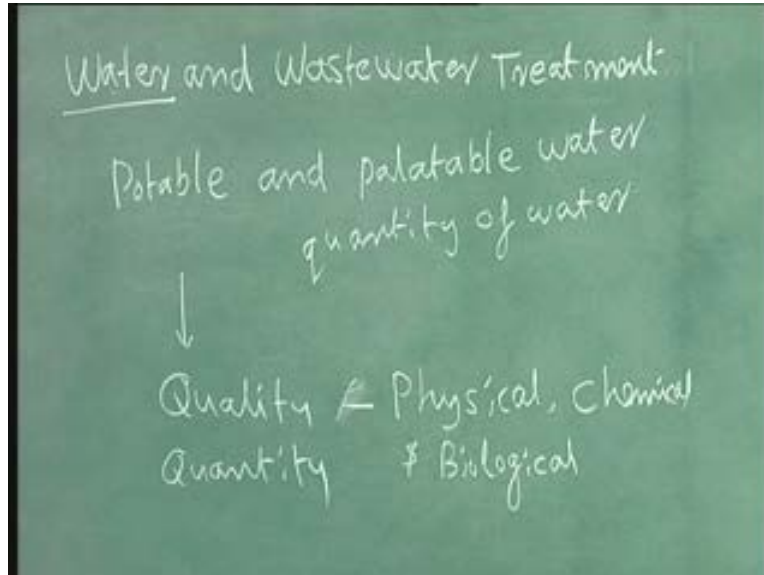 Water and Wastewater Treatment
Potable and palatable water
quantity of water
Quality - Physical, Chemical
Quantity & Biological